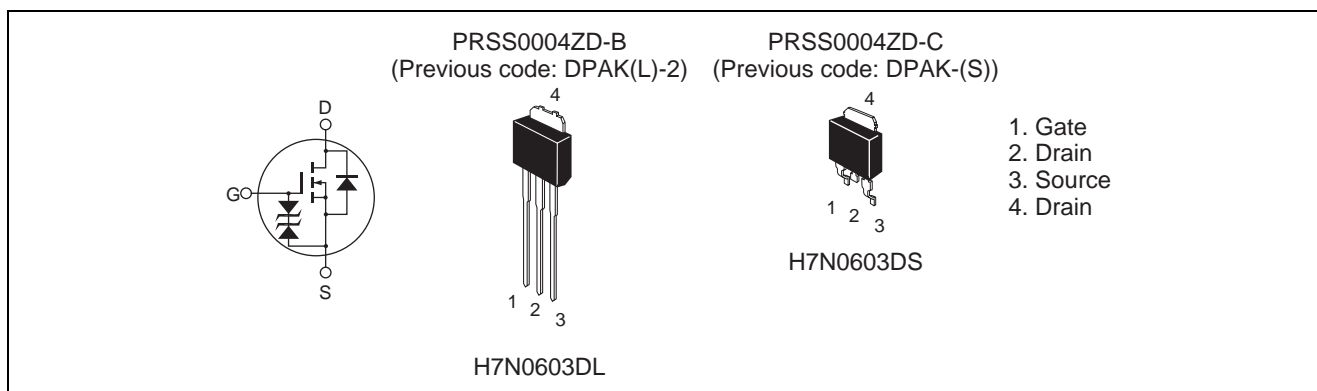 PRSS0004ZD-B
(Previous code: DPAK(L)-2)
4
PRSS0004ZD-C
(Previous code: DPAK-(S))
4
D
G
S
1 2 3
H7N0603DL
1 2 3
H7N0603DS
1. Gate
2. Drain
3. Source
4. Drain